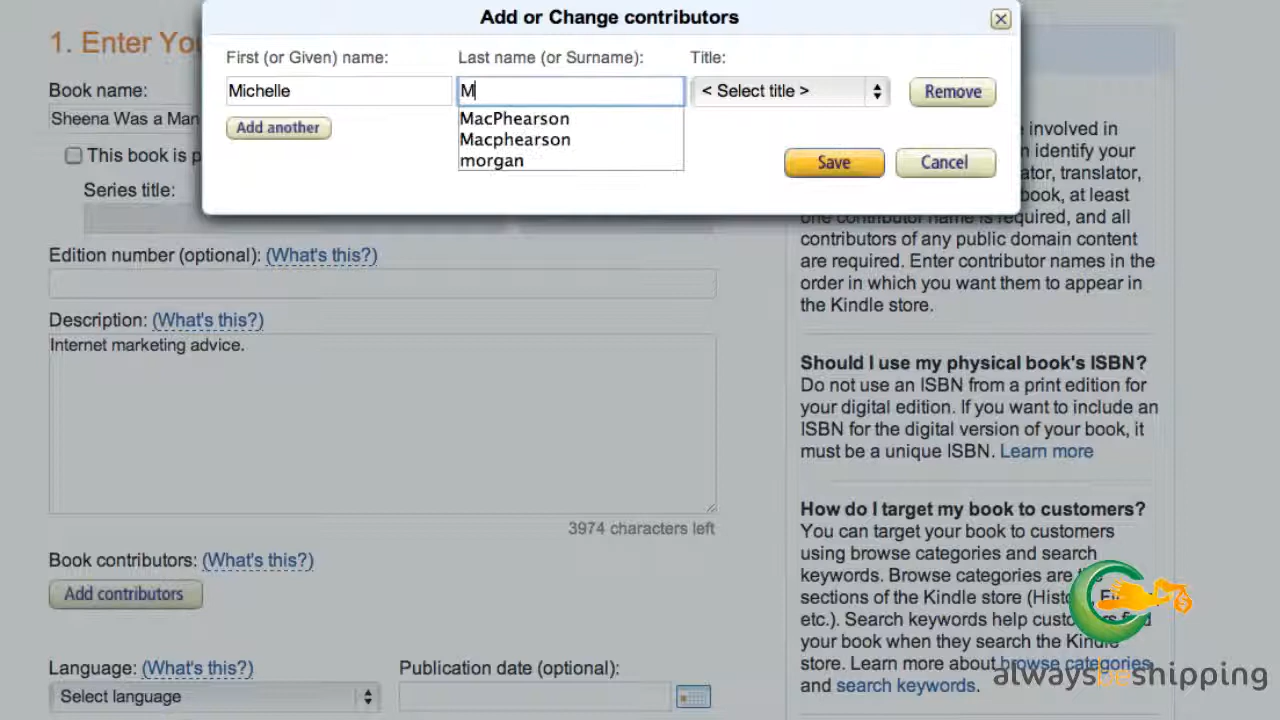 Add or Change contributors
1. Enter Yo
First (or Given) name:
Last name (or Surname):
Title:
Michelle
M
< Select title >
Remove
MacPhearson
Macphearson
morgan
Add another
Save
Cancel
Book name:
Sheena Was a Man
This book is p
Series title:
Edition number (optional): (What's this?)
Description: (What's this?)
Internet marketing advice.
3974 characters left
Book contributors: (What's this?)
Add contributors
Language: (What's this?)
Select language
Publication date (optional):
involved in
identify your
ator, translator,
book, at least
one contributor name is required, and all
contributors of any public domain content
are required. Enter contributor names in the
order in which you want them to appear in
the Kindle store.
Should I use my physical book's ISBN?
Do not use an ISBN from a print edition for
your digital edition. If you want to include an
ISBN for the digital version of your book, it
must be a unique ISBN. Learn more
How do I target my book to customers?
You can target your book to customers
using browse categories and search
keywords. Browse categories are
sections of the Kindle store
etc.). Search keywords help
your book when they search the Kindle
store. Learn more about browse categories
and search keywords.
alwaysbeshipping